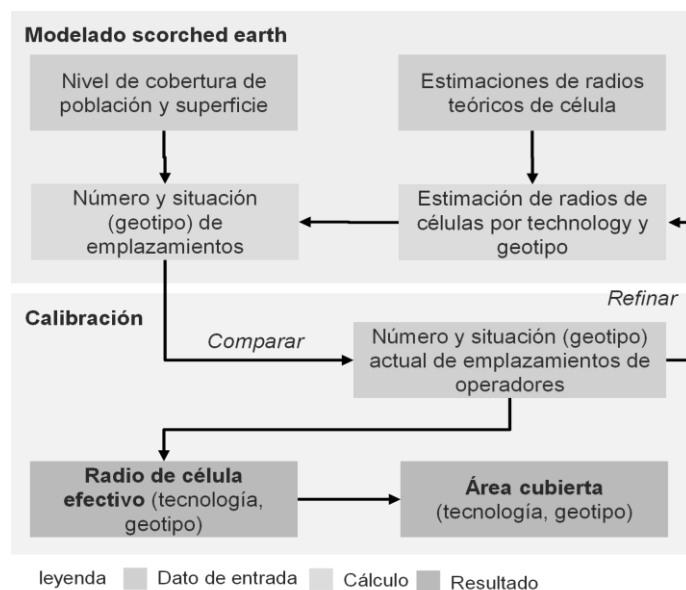 Modelado scorched earth
Nivel de cobertura de
población y superficie
Estimaciones de radios
teóricos de célula
Número y situación
(geotipo) de
emplazamientos
Estimación de radios de
células por technology y
geotipo
Refinar
Calibración
Comparar
Número y situación (geotipo)
actual de emplazamientos de
operadores
Radio de célula
efectivo (tecnología,
geotipo)
Área cubierta
(tecnología, geotipo)
leyenda Dato de entrada Cálculo Resultado